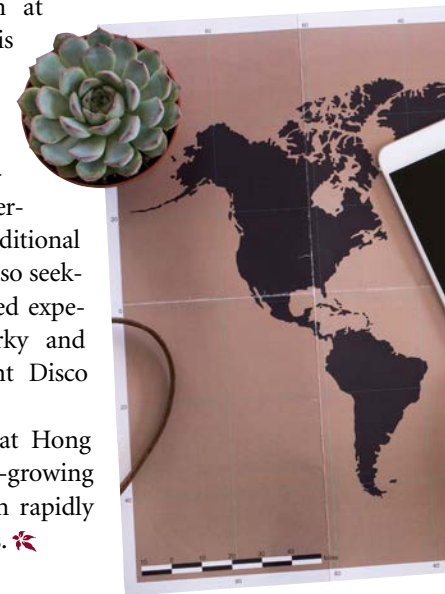 n at
is
er-
ditional
so seek-
ed expe-
rky and
nt Disco
at Hong
-growing
n rapidly
s.